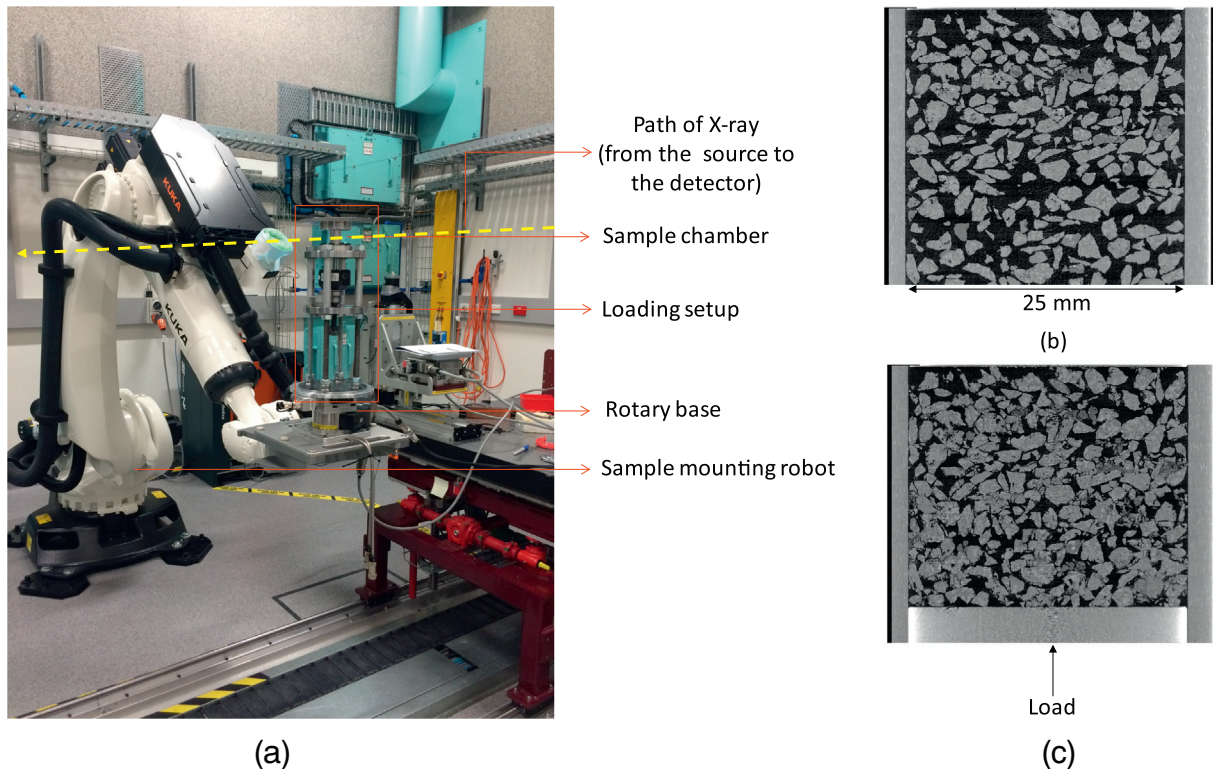 KUKA
KUKA
Path of X-ray
(from the source to
the detector)
Sample chamber
Loading setup
Rotary base
Sample mounting robot
(a)
25 mm
(b)
Load
(c)